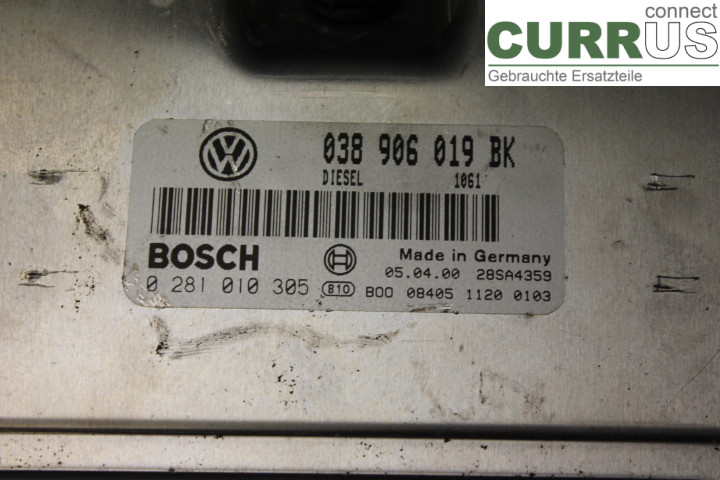 connect
CURRUS
Gebrauchte Ersatzteile
VW
038 906 019 BK
DIESEL 1061
BOSCH
Made in Germany
05.04.00 28SA4359
0 281 010 305 810 B00 08405 1120 0103